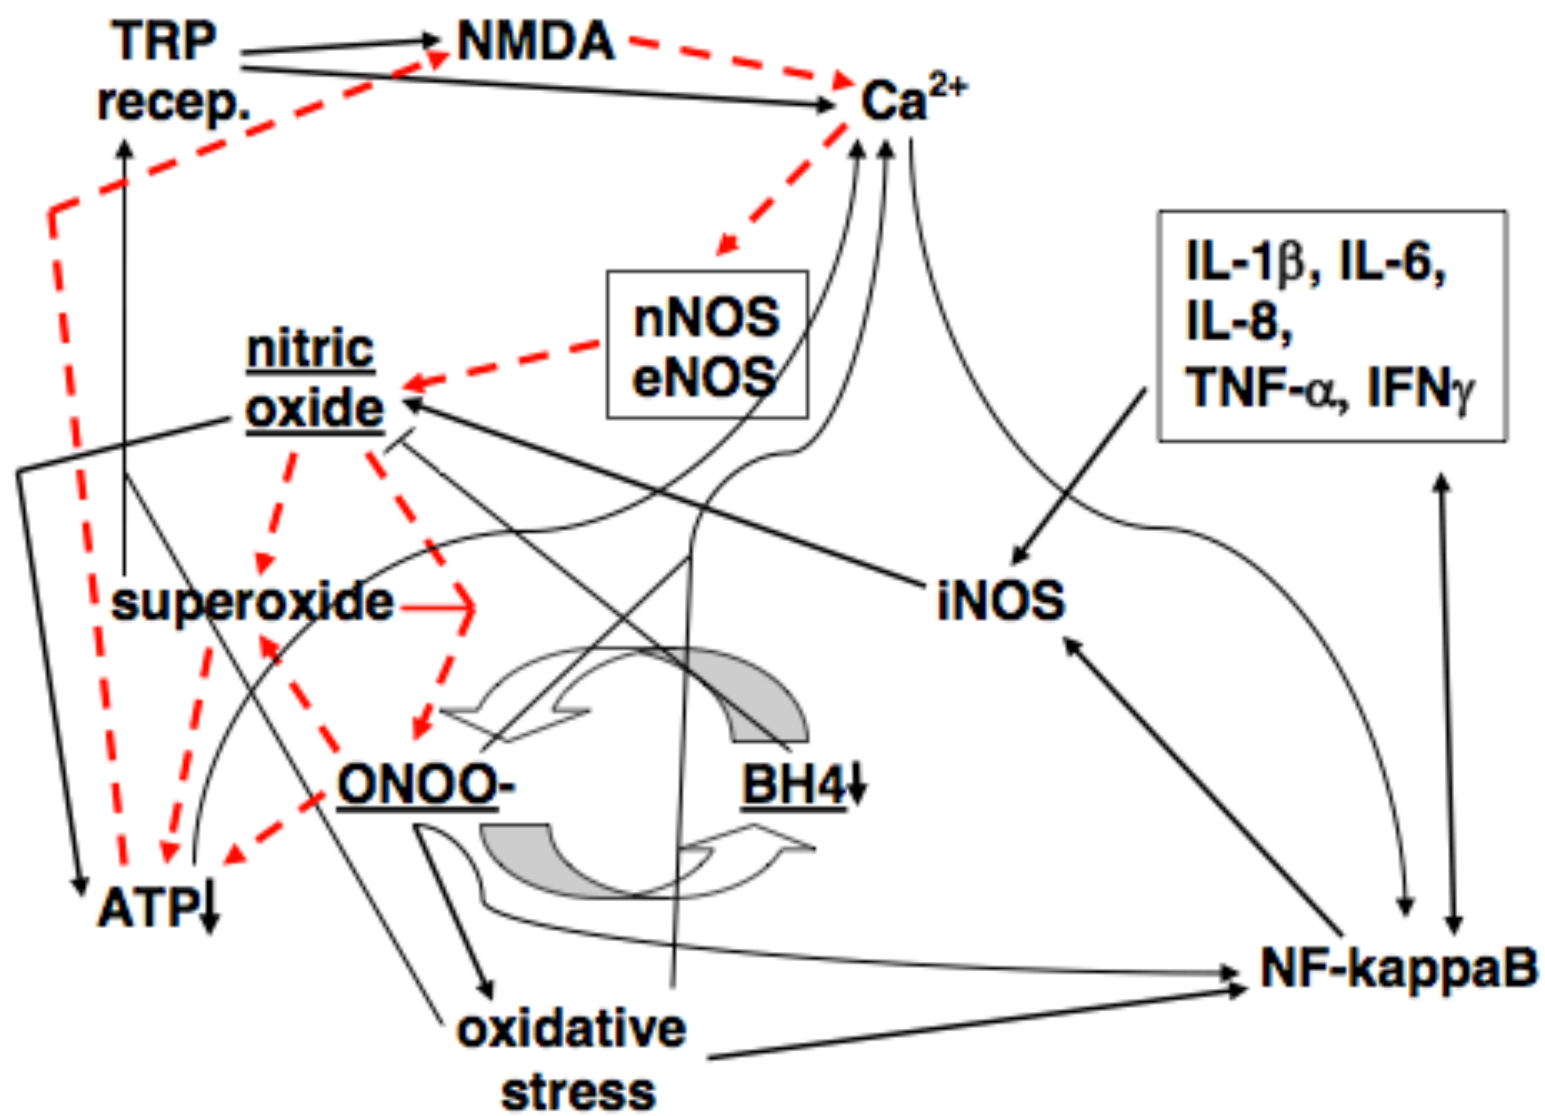 TRP
recep.
NMDA
Ca2+
IL-1β, IL-6,
IL-8,
TNF-α, IFNγ
nNOS
eNOS
nitric
oxide
superoxide
iNOS
ONOO-
BH4↓
ATP↓
NF-kappaB
oxidative
stress